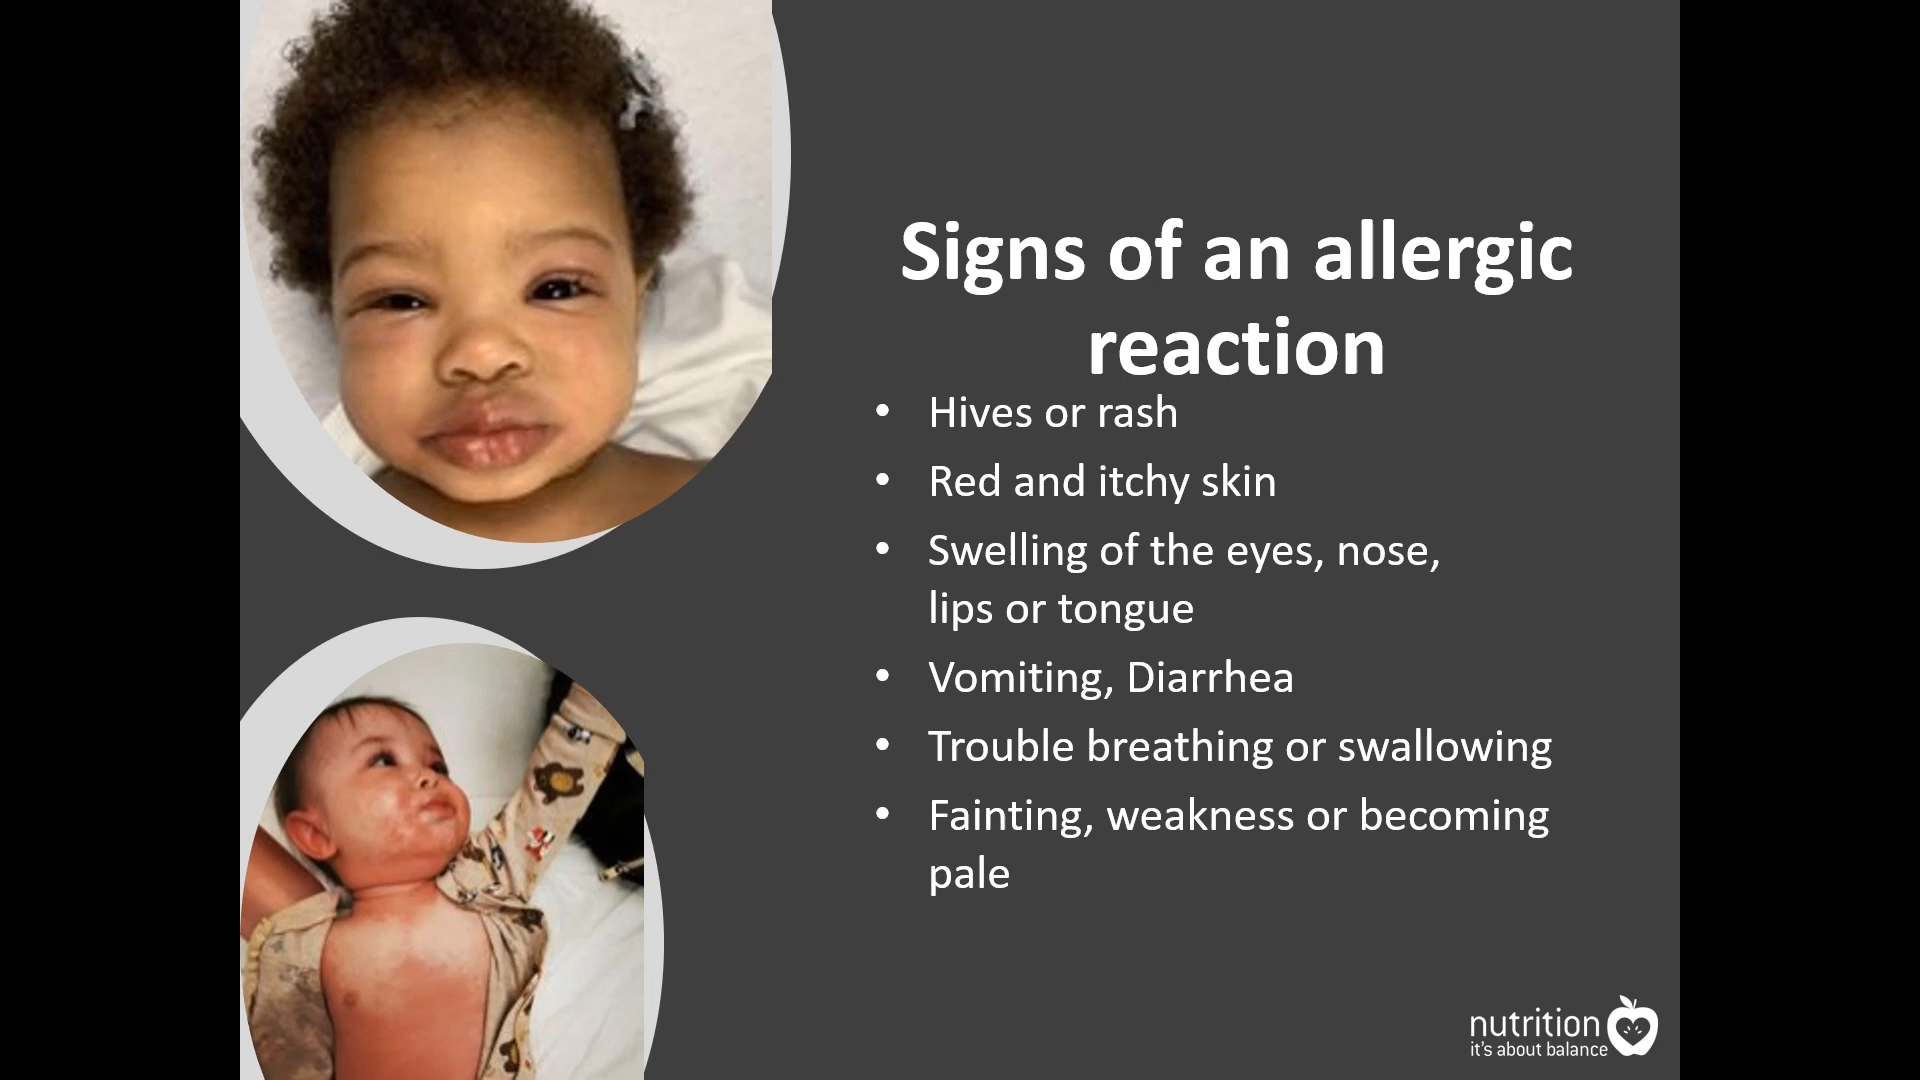 Signs of an allergic
reaction
• Hives or rash
• Red and itchy skin
• Swelling of the eyes, nose,
lips or tongue
• Vomiting, Diarrhea
• Trouble breathing or swallowing
• Fainting, weakness or becoming
pale
nutrition
it's about balance